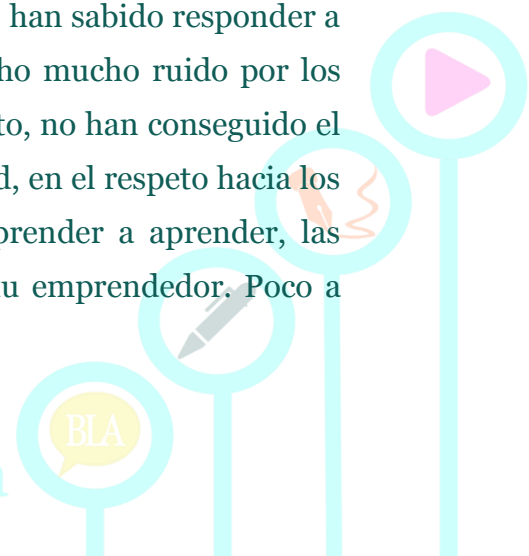 han sabido responder a
ho mucho ruido por los
to, no han conseguido el
d, en el respeto hacia los
prender a aprender, las
u emprendedor. Poco a
BLA